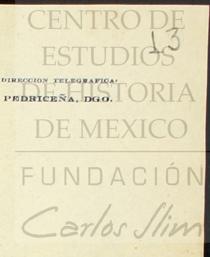 CENTRO DE
13
ESTUDIOS
DIRECCION TELEGRAFICA:
DE HISTORIA
PEDRICEÑA, DGO.
DE MEXICO
FUNDACIÓN
Carlos Slim